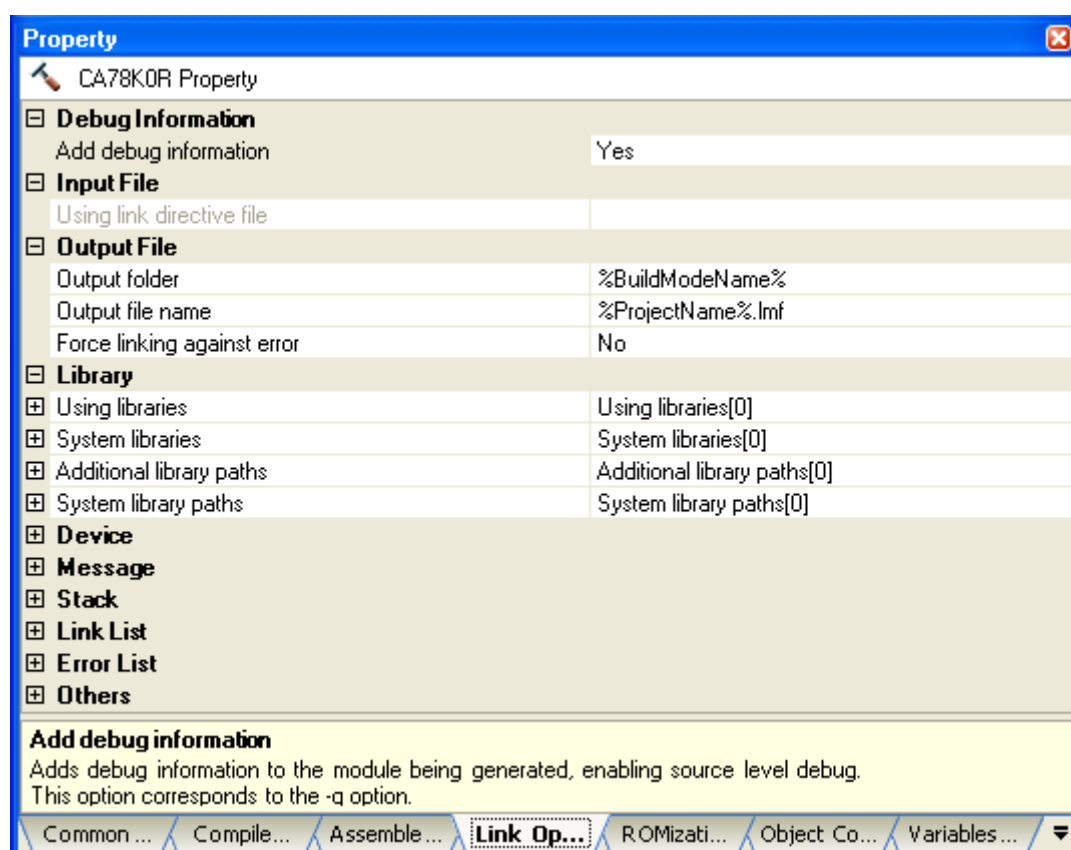 Property
CA78K0R Property
Debug Information
Add debug information Yes
Input File
Using link directive file
Output File
Output folder %BuildModeName%
Output file name %ProjectName%.lmf
Force linking against error No
Library
Using libraries Using libraries[0]
System libraries System libraries[0]
Additional library paths Additional library paths[0]
System library paths System library paths[0]
Device
Message
Stack
Link List
Error List
Others
Add debug information
Adds debug information to the module being generated, enabling source level debug.
This option corresponds to the -g option.
Common ... Compile... Assemble ... Link Op... ROMizati... Object Co... Variables ...